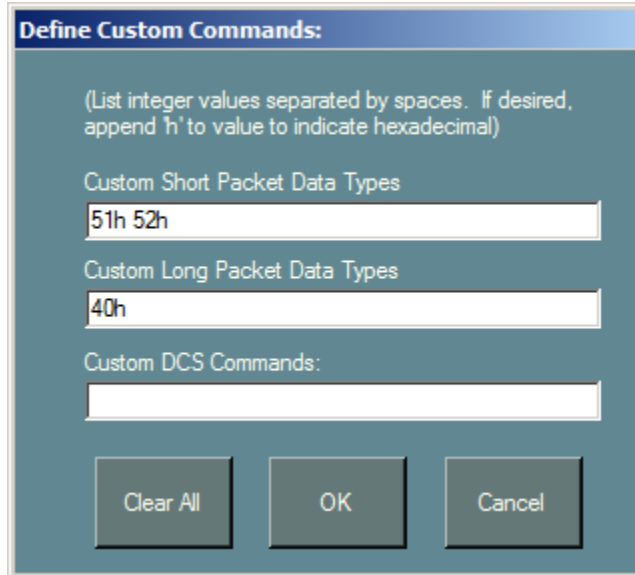 Define Custom Commands:
(List integer values separated by spaces.  If desired,
append 'h' to value to indicate hexadecimal)
Custom Short Packet Data Types
51h 52h
Custom Long Packet Data Types
40h
Custom DCS Commands:
Clear All OK Cancel